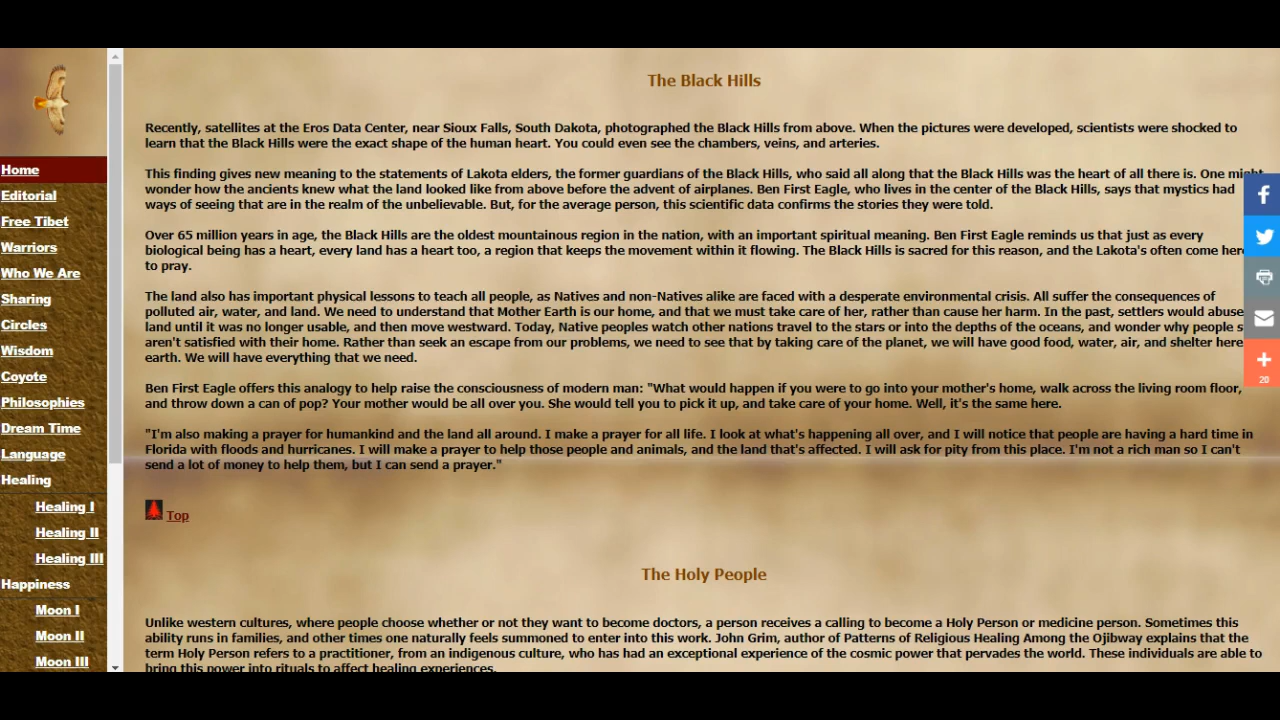 The Black Hills
Recently, satellites at the Eros Data Center, near Sioux Falls, South Dakota, photographed the Black Hills from above. When the pictures were developed, scientists were shocked to
learn that the Black Hills were the exact shape of the human heart. You could even see the chambers, veins, and arteries.
This finding gives new meaning to the statements of Lakota elders, the former guardians of the Black Hills, who said all along that the Black Hills was the heart of all there is. One might
wonder how the ancients knew what the land looked like from above before the advent of airplanes. Ben First Eagle, who lives in the center of the Black Hills, says that mystics had
ways of seeing that are in the realm of the unbelievable. But, for the average person, this scientific data confirms the stories they were told.
Over 65 million years in age, the Black Hills are the oldest mountainous region in the nation, with an important spiritual meaning. Ben First Eagle reminds us that just as every
biological being has a heart, every land has a heart too, a region that keeps the movement within it flowing. The Black Hills is sacred for this reason, and the Lakota's often come here
to pray.
The land also has important physical lessons to teach all people, as Natives and non-Natives alike are faced with a desperate environmental crisis. All suffer the consequences of
polluted air, water, and land. We need to understand that Mother Earth is our home, and that we must take care of her, rather than cause her harm. In the past, settlers would abuse
land until it was no longer usable, and then move westward. Today, Native peoples watch other nations travel to the stars or into the depths of the oceans, and wonder why people s
aren't satisfied with their home. Rather than seek an escape from our problems, we need to see that by taking care of the planet, we will have good food, water, air, and shelter here
earth. We will have everything that we need.
Ben First Eagle offers this analogy to help raise the consciousness of modern man: "What would happen if you were to go into your mother's home, walk across the living room floor,
and throw down a can of pop? Your mother would be all over you. She would tell you to pick it up, and take care of your home. Well, it's the same here.
"I'm also making a prayer for humankind and the land all around. I make a prayer for all life. I look at what's happening all over, and I will notice that people are having a hard time in
Florida with floods and hurricanes. I will make a prayer to help those people and animals, and the land that's affected. I will ask for pity from this place. I'm not a rich man so I can't
send a lot of money to help them, but I can send a prayer."
Top
The Holy People
Unlike western cultures, where people choose whether or not they want to become doctors, a person receives a calling to become a Holy Person or medicine person. Sometimes this
ability runs in families, and other times one naturally feels summoned to enter into this work. John Grim, author of Patterns of Religious Healing Among the Ojibway explains that the
term Holy Person refers to a practitioner, from an indigenous culture, who has had an exceptional experience of the cosmic power that pervades the world. These individuals are able to
bring this power into rituals to affect healing experiences.
Home
Editorial
Free Tibet
Warriors
Who We Are
Sharing
Circles
Wisdom
Coyote
Philosophies
Dream Time
Language
Healing
Healing I
Healing II
Healing III
Happiness
Moon I
Moon II
Moon III
20